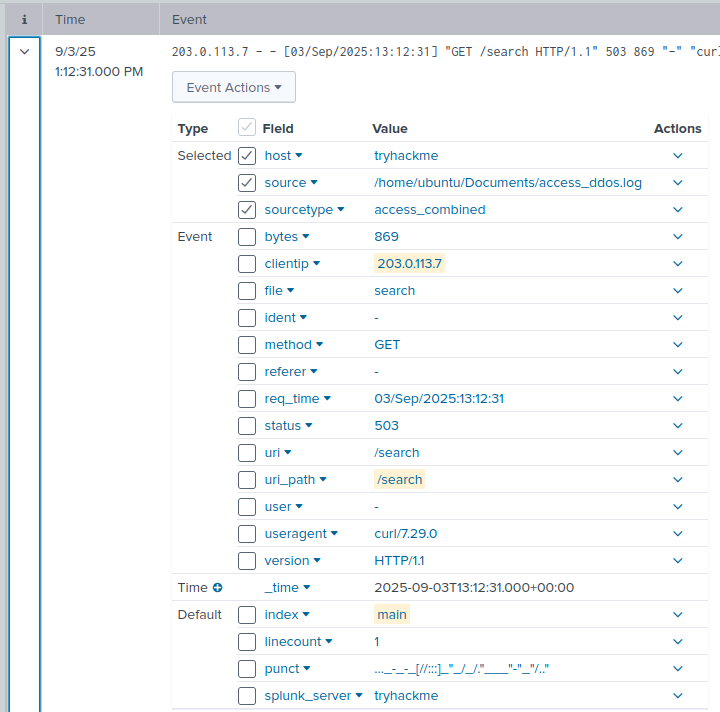 i Time Event
9/3/25 203.0.113.7 - - [03/Sep/2025:13:12:31] "GET /search HTTP/1.1" 503 869 "-" "curl
1:12:31.000 PM
Event Actions
Type Field Value Actions
Selected host tryhackme
source /home/ubuntu/Documents/access_ddos.log
sourcetype access_combined
Event bytes 869
clientip 203.0.113.7
file search
ident -
method GET
referer -
req_time 03/Sep/2025:13:12:31
status 503
uri /search
uri_path /search
user -
useragent curl/7.29.0
version HTTP/1.1
Time _time 2025-09-03T13:12:31.000+00:00
Default index main
linecount 1
punct ..._-_-_[//:::]_"_/_/."____"-"_"/.."
splunk_server tryhackme